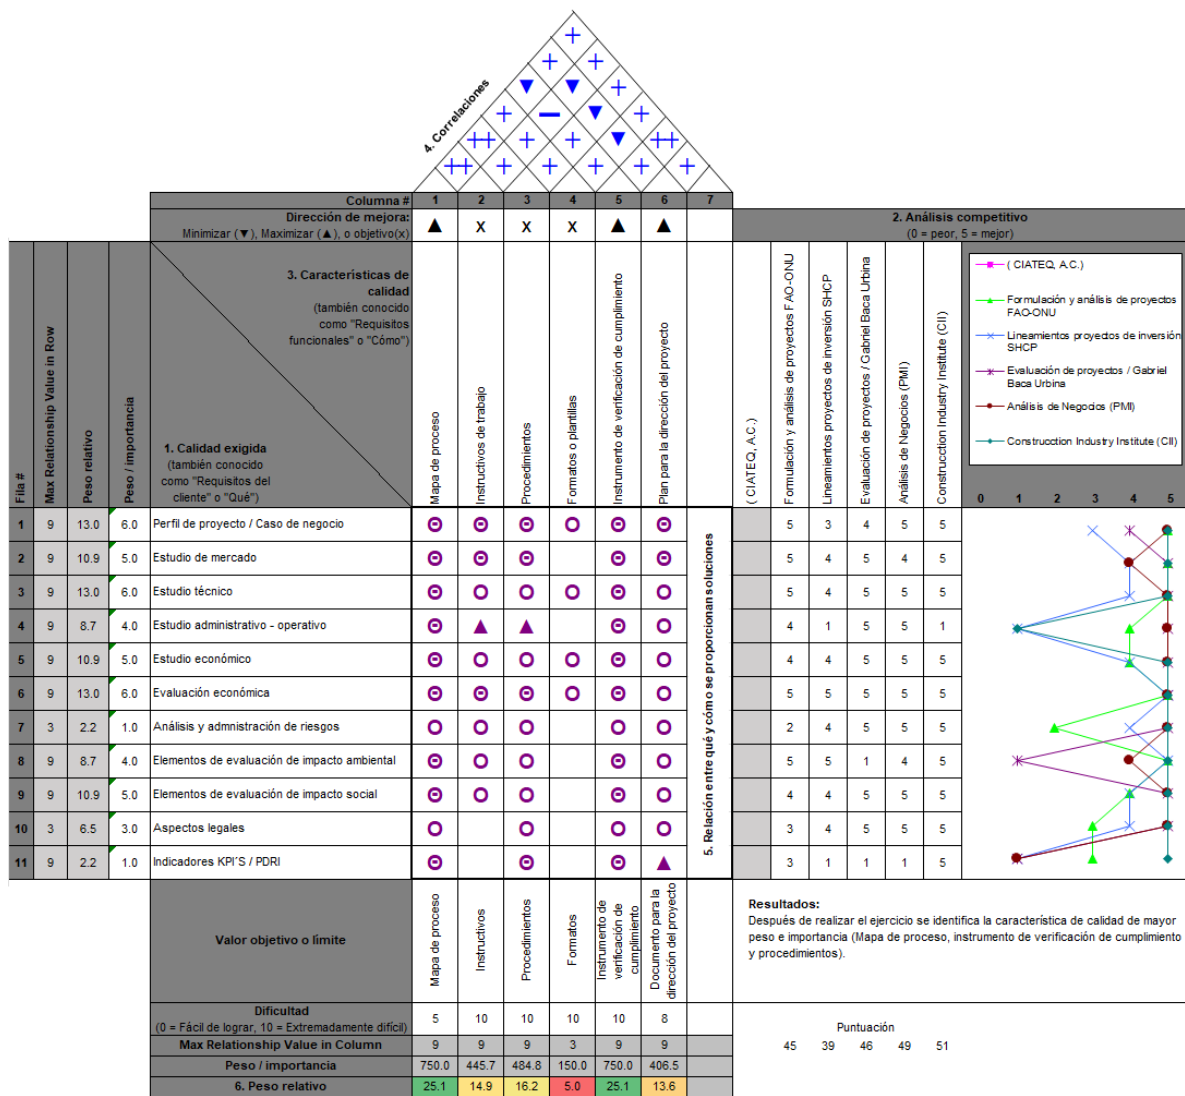 4. Correlaciones
Columna # 1 2 3 4 5 6 7
Dirección de mejora:
Minimizar (▼), Maximizar (▲), o objetivo(x)
▲ x x x ▲ ▲
2. Análisis competitivo
(0 = peor, 5 = mejor)
Fila #
Max Relationship Value in Row
Peso relativo
Peso / importancia
3. Características de
calidad
(también conocido
como "Requisitos
funcionales" o "Cómo")
1. Calidad exigida
(también conocido
como "Requisitos del
cliente" o "Qué")
Mapa de proceso
Instructivos de trabajo
Procedimientos
Formatos o plantillas
Instrumento de verificación de cumplimiento
Plan para la dirección del proyecto
( CIATEQ, A.C.)
Formulación y análisis de proyectos FAO-ONU
Lineamientos proyectos de inversión SHCP
Evaluación de proyectos / Gabriel Baca Urbina
Análisis de Negocios (PMI)
Construcction Industry Institute (CII)
( CIATEQ, A.C.)
Formulación y análisis de proyectos
FAO-ONU
Lineamientos proyectos de inversión
SHCP
Evaluación de proyectos / Gabriel
Baca Urbina
Análisis de Negocios (PMI)
Construcction Industry Institute (CII)
0 1 2 3 4 5
1 9 13.0 6.0 Perfil de proyecto / Caso de negocio 5 3 4 5 5
2 9 10.9 5.0 Estudio de mercado 5 4 5 4 5
3 9 13.0 6.0 Estudio técnico 5 4 5 5 5
4 9 8.7 4.0 Estudio administrativo - operativo 4 1 5 5 1
5 9 10.9 5.0 Estudio económico 4 4 5 5 5
6 9 13.0 6.0 Evaluación económica 5 5 5 5 5
7 3 2.2 1.0 Análisis y admnistración de riesgos 2 4 5 5 5
8 9 8.7 4.0 Elementos de evaluación de impacto ambiental 5 5 1 4 5
9 9 10.9 5.0 Elementos de evaluación de impacto social 4 4 5 5 5
10 3 6.5 3.0 Aspectos legales 3 4 5 5 5
11 9 2.2 1.0 Indicadores KPI'S / PDRI 3 1 1 1 5
5. Relación entre qué y cómo se proporcionan soluciones
Valor objetivo o límite
Mapa de proceso
Instructivos
Procedimientos
Formatos
Instrumento de
verificación de
cumplimiento
Documento para la
dirección del proyecto
Resultados:
Después de realizar el ejercicio se identifica la característica de calidad de mayor
peso e importancia (Mapa de proceso, instrumento de verificación de cumplimiento
y procedimientos).
Dificultad
(0 = Fácil de lograr, 10 = Extremadamente difícil)
5 10 10 10 10 8
Puntuación
Max Relationship Value in Column 9 9 9 3 9 9
45 39 46 49 51
Peso / importancia 750.0 445.7 484.8 150.0 750.0 406.5
6. Peso relativo 25.1 14.9 16.2 5.0 25.1 13.6